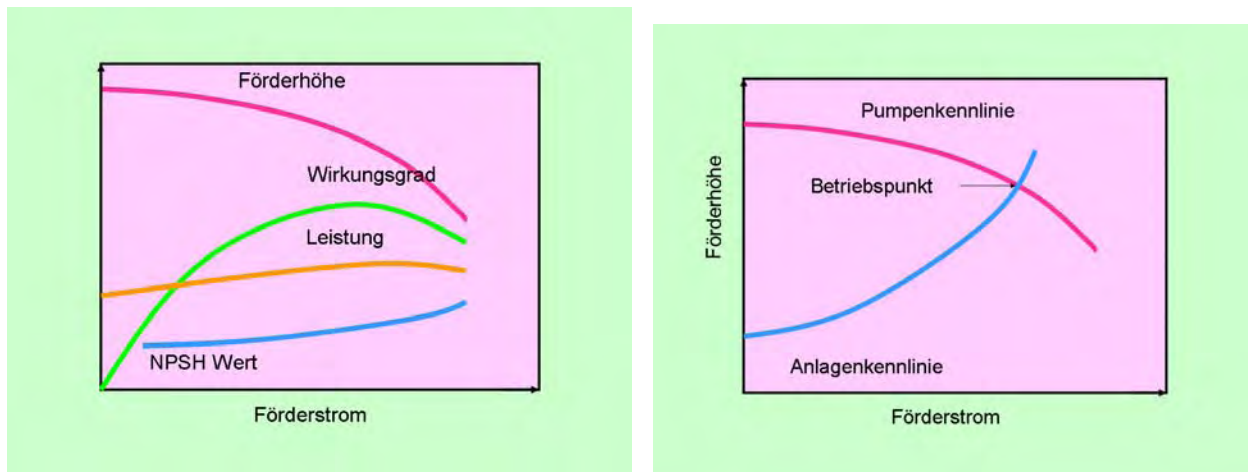 Förderhöhe
Wirkungsgrad
Leistung
NPSH Wert
Förderstrom
Pumpenkennlinie
Betriebspunkt
Förderhöhe
Anlagenkennlinie
Förderstrom